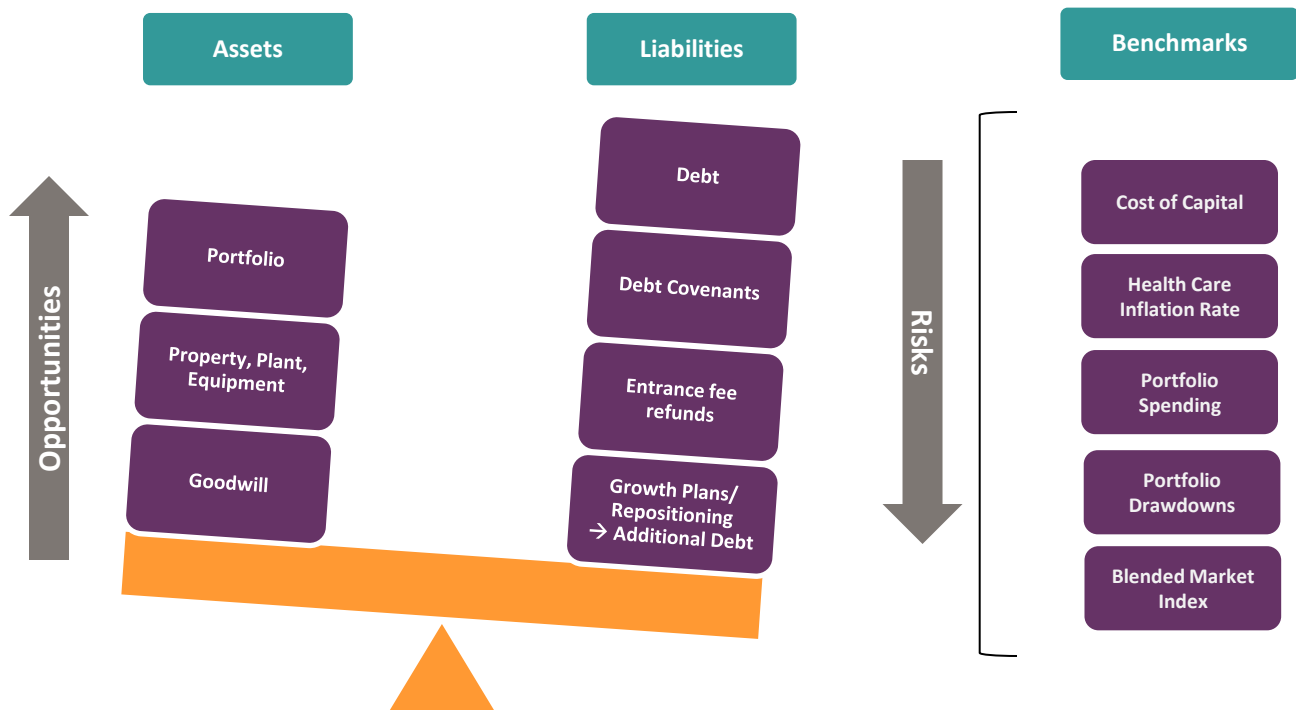 Assets
Liabilities
Benchmarks
Opportunities
Portfolio
Property, Plant,
Equipment
Goodwill
Debt
Debt Covenants
Entrance fee
refunds
Growth Plans/
Repositioning
→ Additional Debt
Risks
Cost of Capital
Health Care
Inflation Rate
Portfolio
Spending
Portfolio
Drawdowns
Blended Market
Index